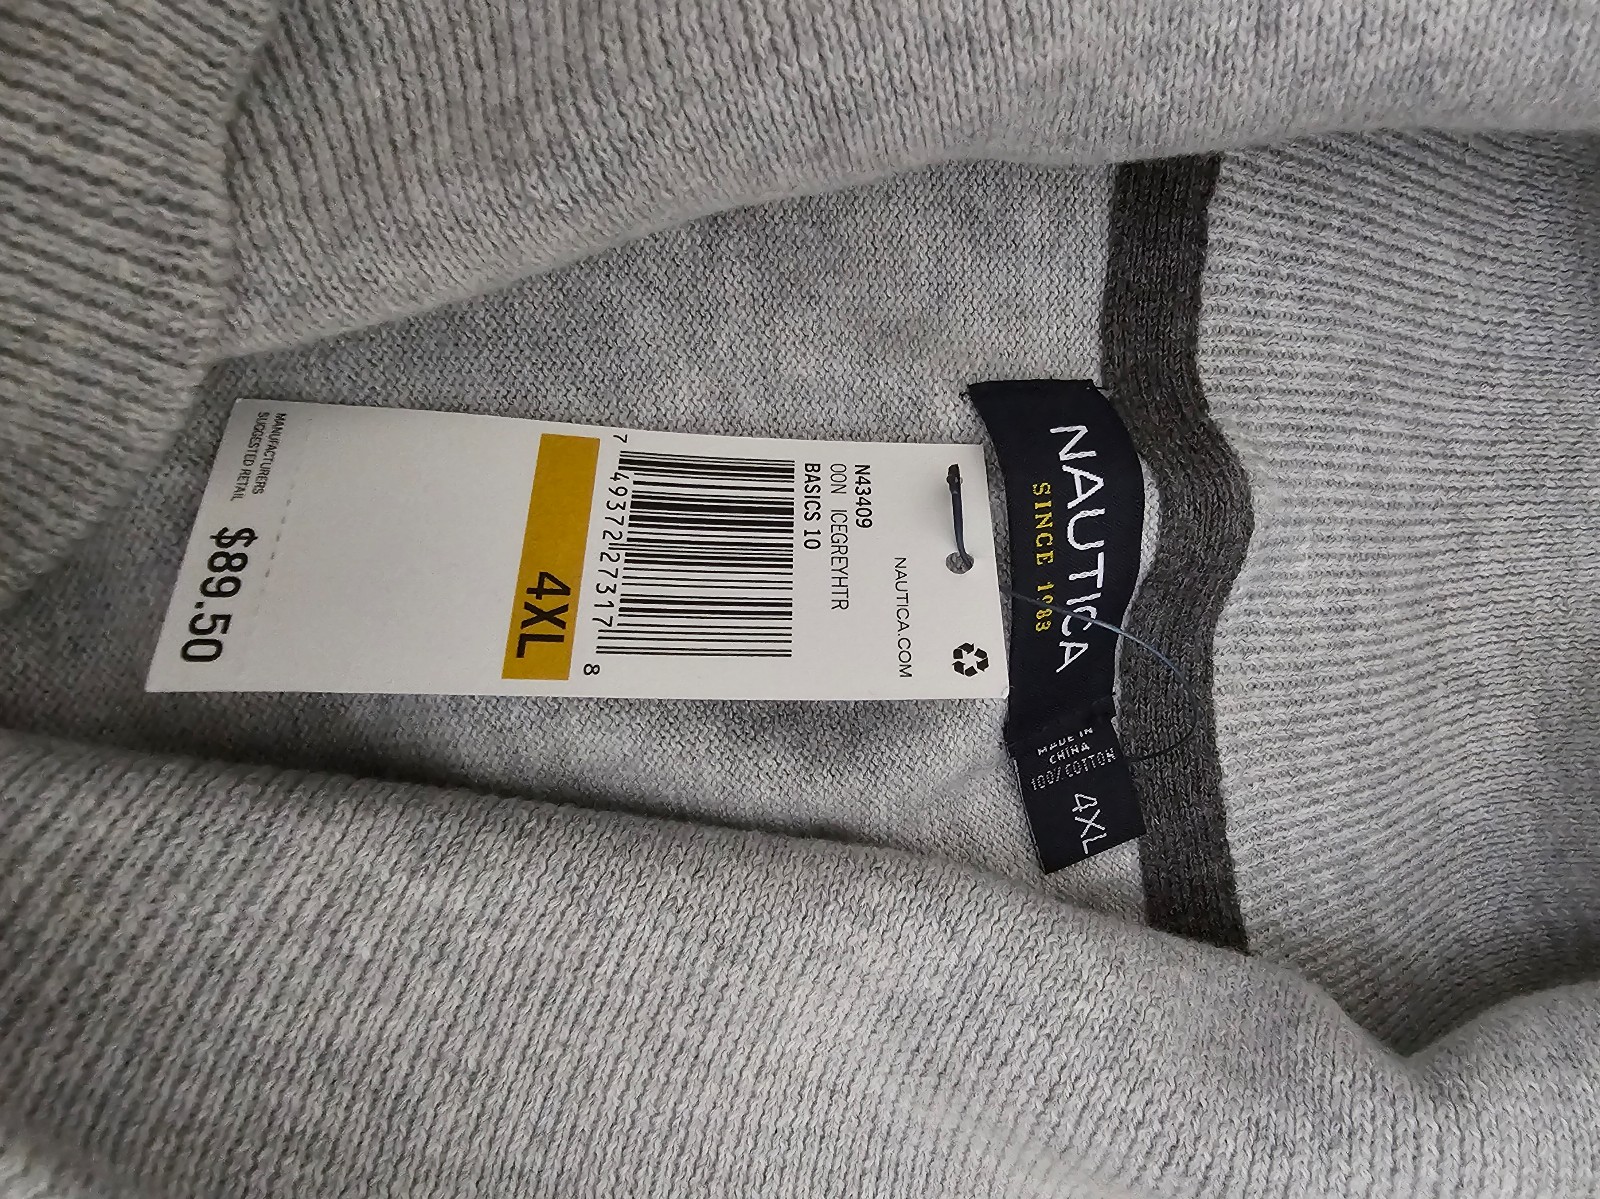 NAUTICA
SINCE 1983
MADE IN
CHINA
100% COTTON
4XL
NAUTICA.COM
N43409
OON ICEGREYHTR
BASICS 10
7 49372 27317 8
4XL
MANUFACTURERS
SUGGESTED RETAIL
$89.50